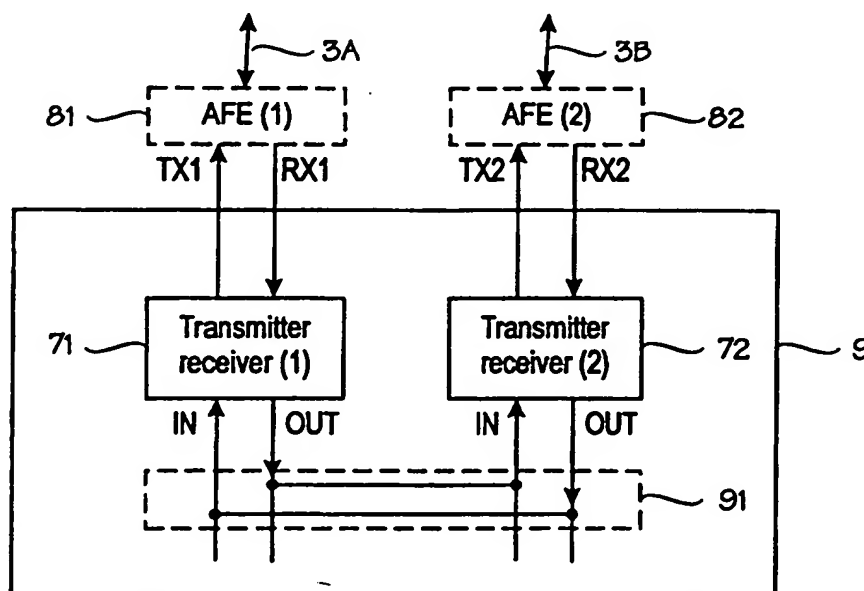 3A
3B
81
AFE (1)
AFE (2)
82
TX1
RX1
TX2
RX2
71
Transmitter
receiver (1)
Transmitter
receiver (2)
72
9
IN
OUT
IN
OUT
91